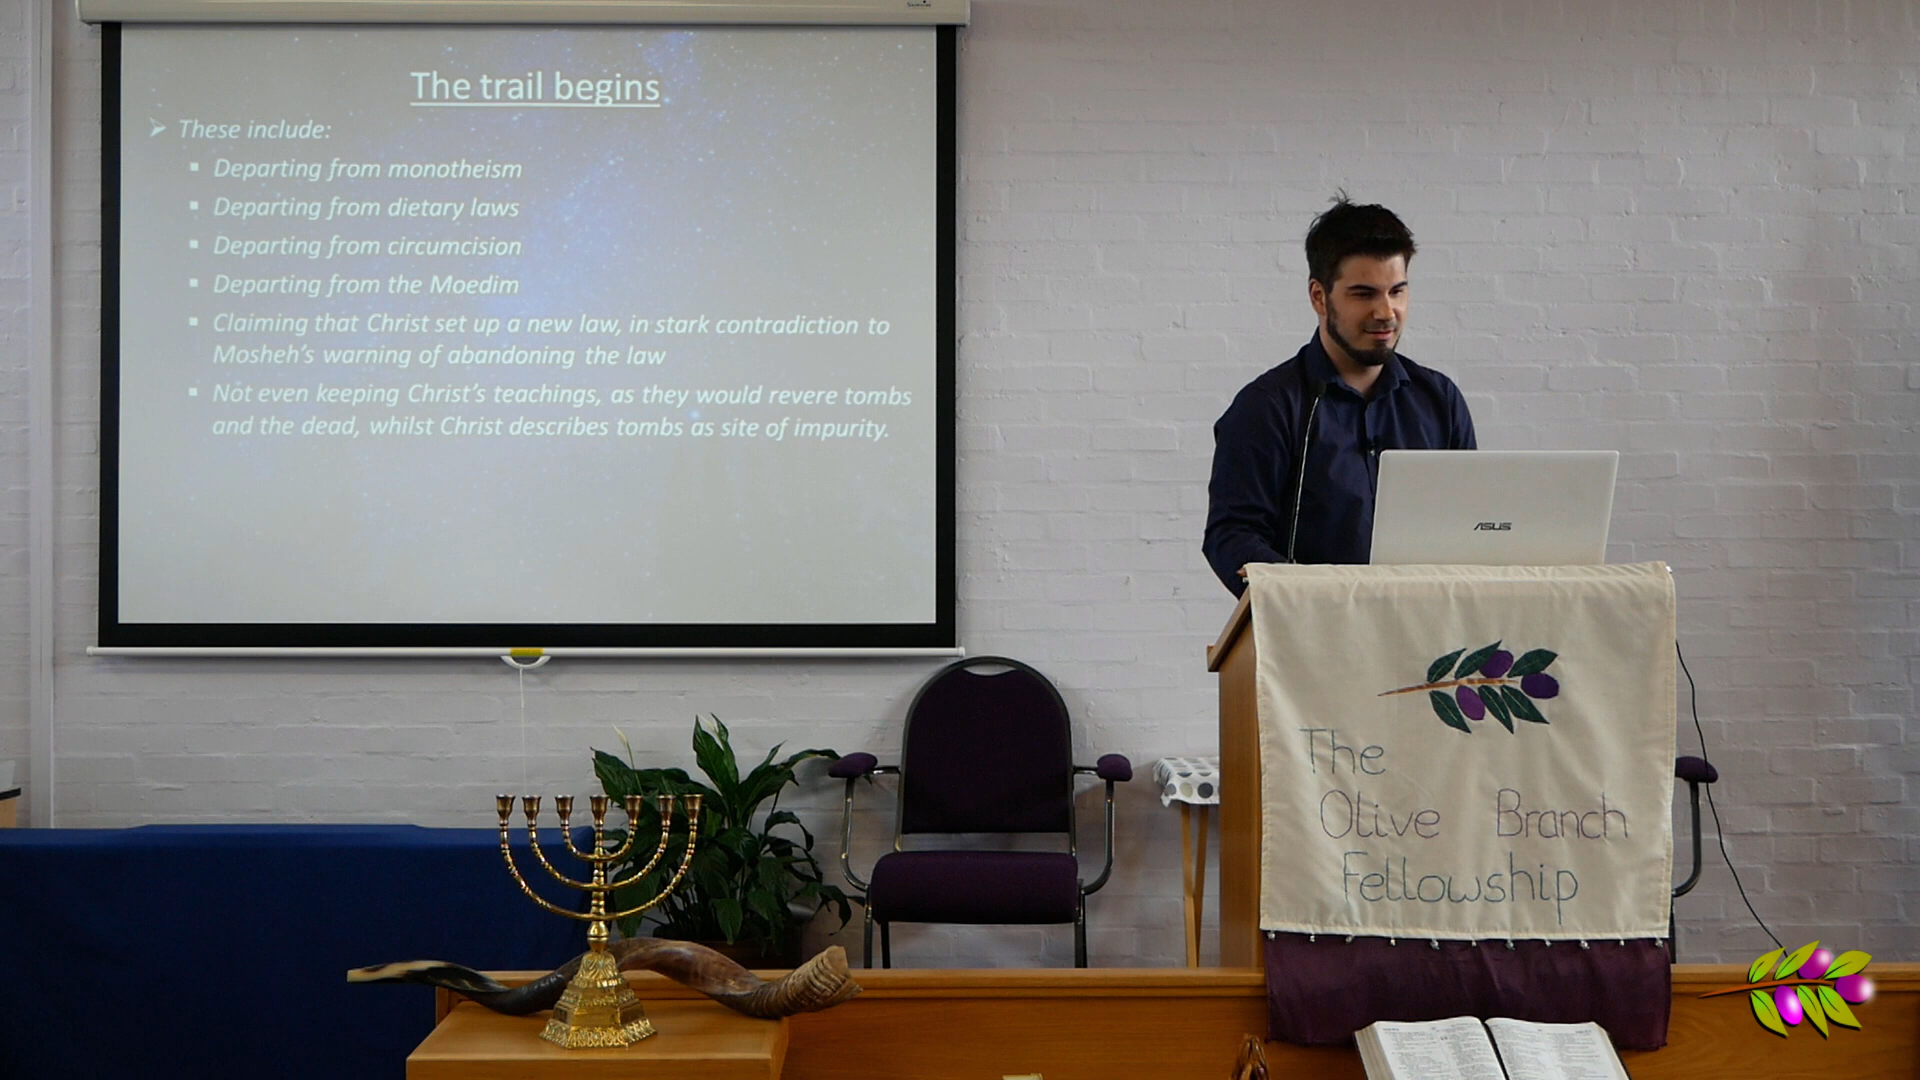 The trail begins
➢ These include:
▪ Departing from monotheism
▪ Departing from dietary laws
▪ Departing from circumcision
▪ Departing from the Moedim
▪ Claiming that Christ set up a new law, in stark contradiction to
Mosheh's warning of abandoning the law
▪ Not even keeping Christ's teachings, as they would revere tombs
and the dead, whilst Christ describes tombs as site of impurity.
ASUS
The
Olive Branch
Fellowship